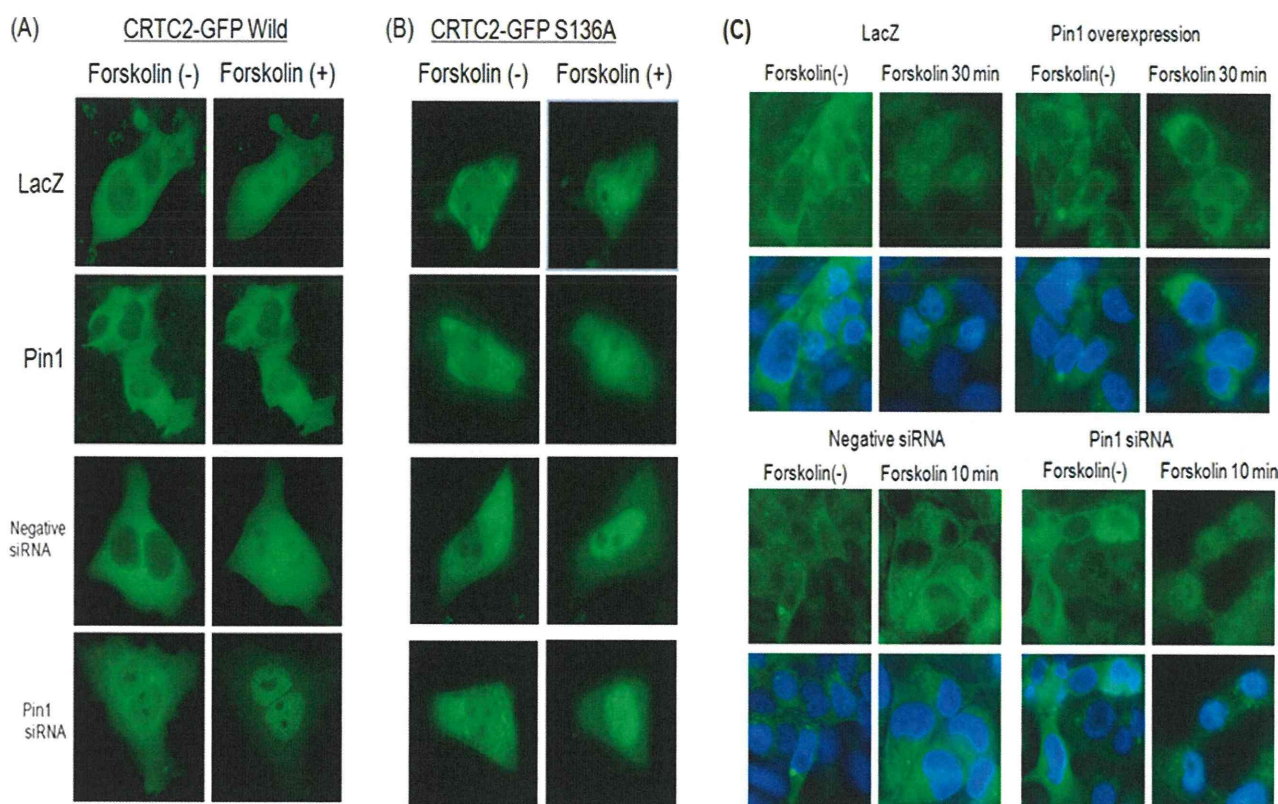 (A) CRTC2-GFP Wild
Forskolin (-) Forskolin (+)
LacZ
Pin1
Negative
siRNA
Pin1
siRNA
(B) CRTC2-GFP S136A
Forskolin (-) Forskolin (+)
(C)
LacZ Pin1 overexpression
Forskolin(-) Forskolin 30 min Forskolin(-) Forskolin 30 min
Negative siRNA Pin1 siRNA
Forskolin(-) Forskolin 10 min Forskolin(-) Forskolin 10 min